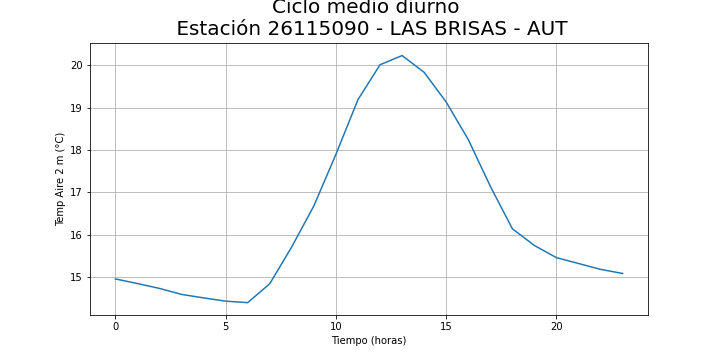 Ciclo medio diurno
Estación 26115090 - LAS BRISAS - AUT
20
19
18
17
16
15
Temp Aire 2 m (°C)
0
5
10
15
20
Tiempo (horas)